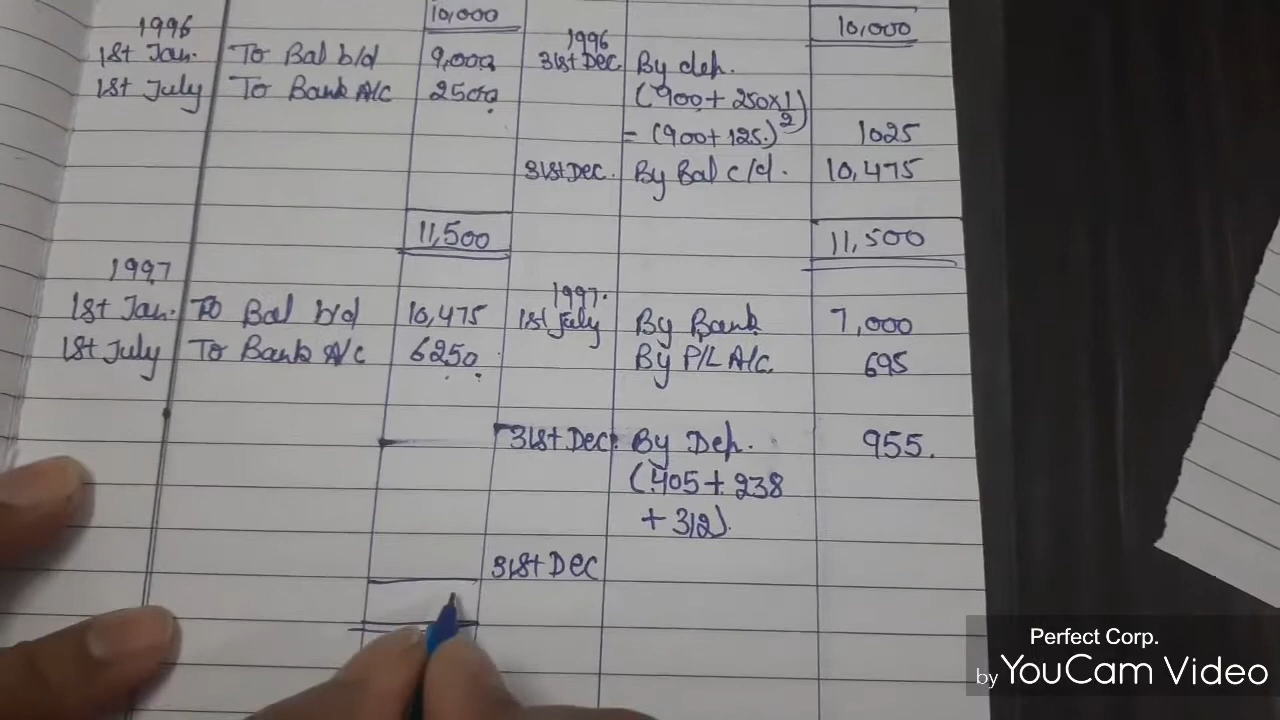 10,000 10,000
1996 1996
1st Jan. To Bal b/d 9,000 31st Dec By deh.
1st July To Bank A/c 2500 (900 + 250×1/2)
= (900 + 125.) 1025
31st Dec. By Bal c/d. 10,475
11,500 11,500
1997 1997.
1st Jan. To Bal b/d 10,475 1st July By Bank 7,000
1st July To Bank A/c 6250 By P/L A/c. 695
31st Dec. By Deh. 955.
(405 + 238
+ 312).
31st Dec
Perfect Corp.
by YouCam Video